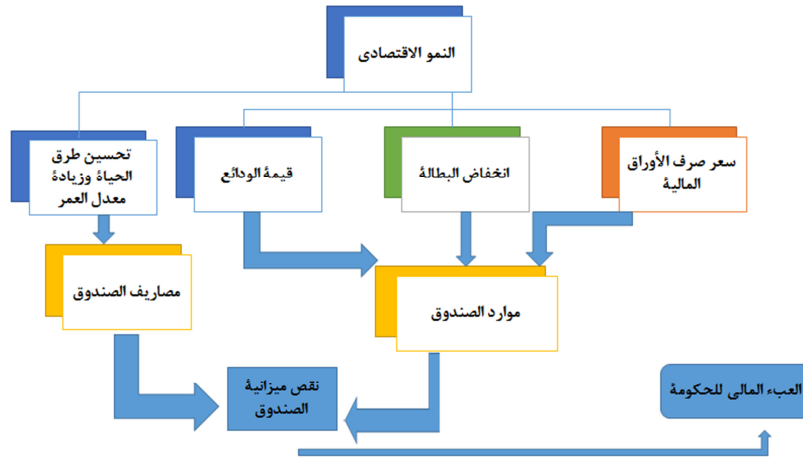 النمو الاقتصادى
سعر صرف الأوراق
المالية
انخفاض البطالة
قيمة الودائع
تحسين طرق
الحياة وزيادة
معدل العمر
موارد الصندوق
مصاريف الصندوق
العبء المالى للحكومة
نقص ميزانية
الصندوق